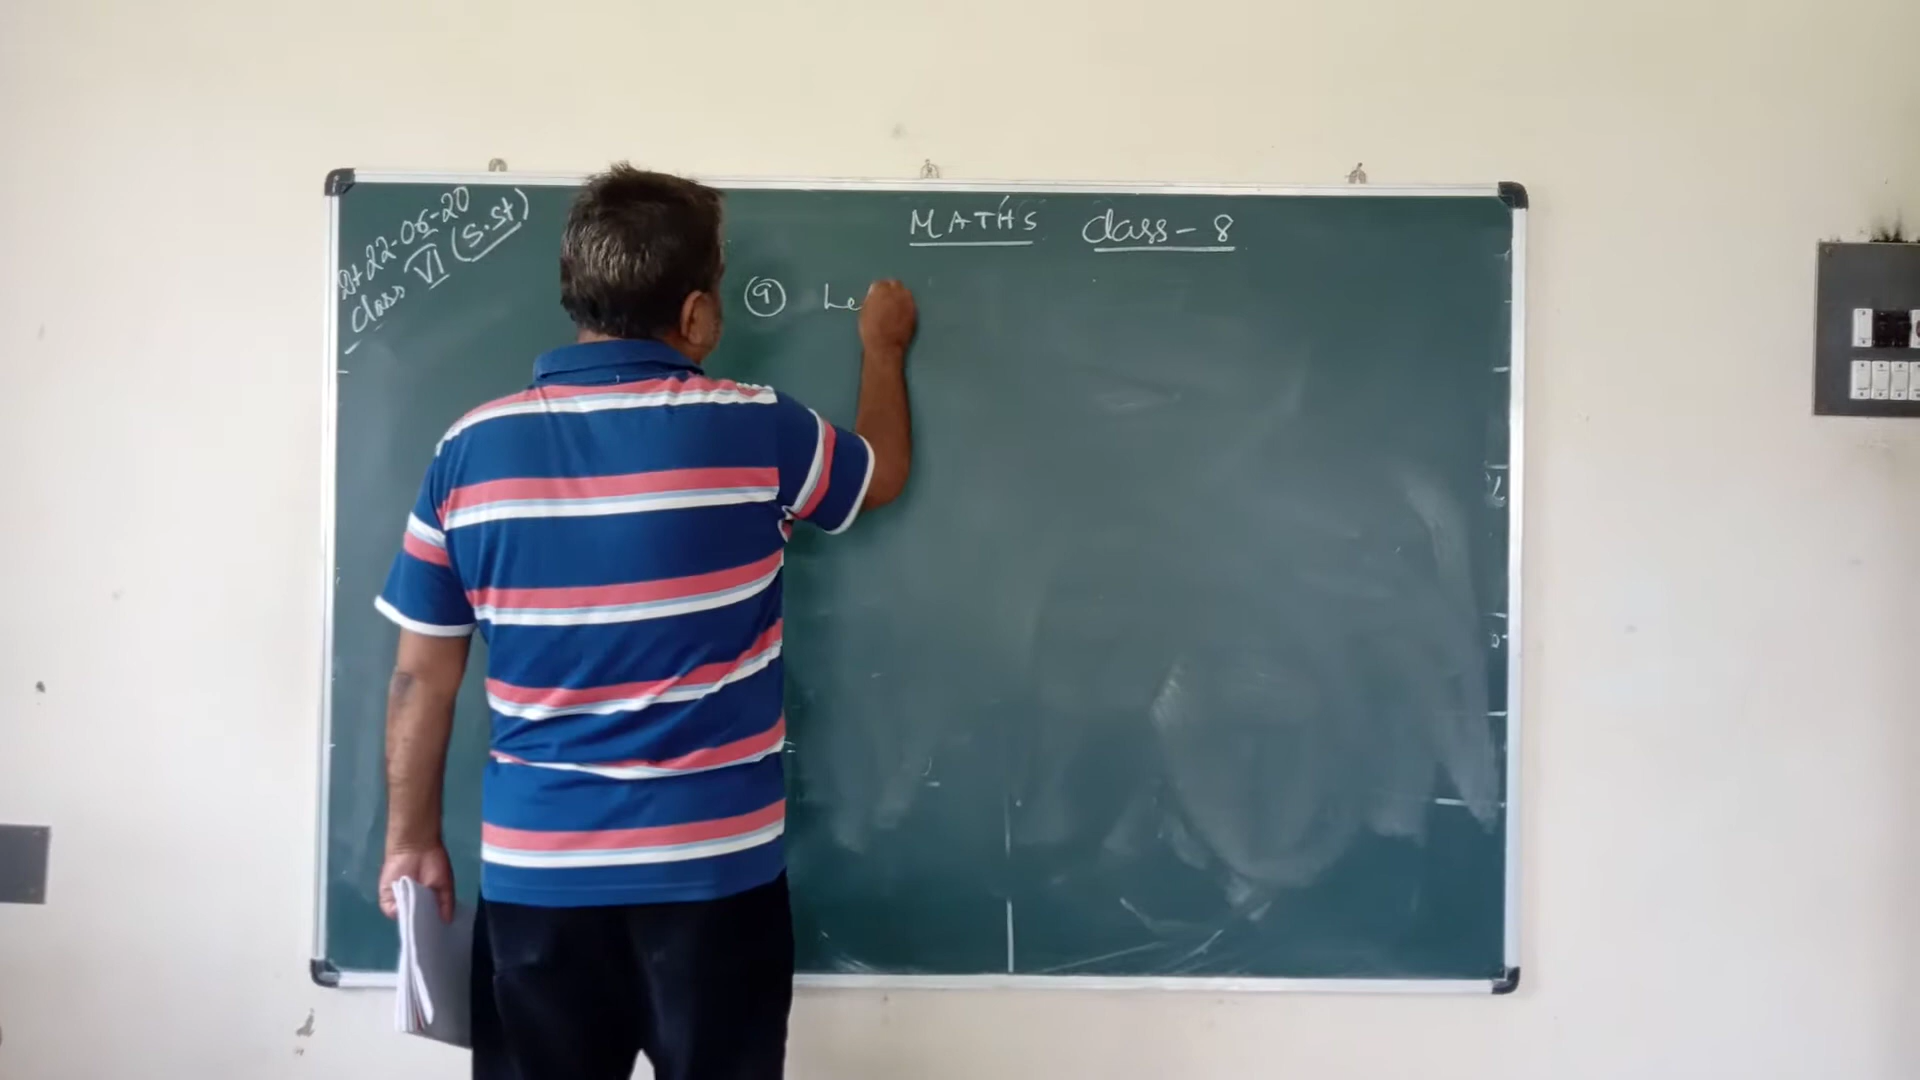 Dt 22-06-20
class VI (S.St)
MATHS class-8
9 Le